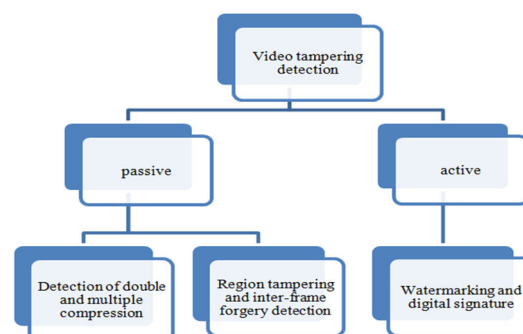 Video tampering
detection
passive
active
Detection of double
and multiple
compression
Region tampering
and inter-frame
forgery detection
Watermarking and
digital signature